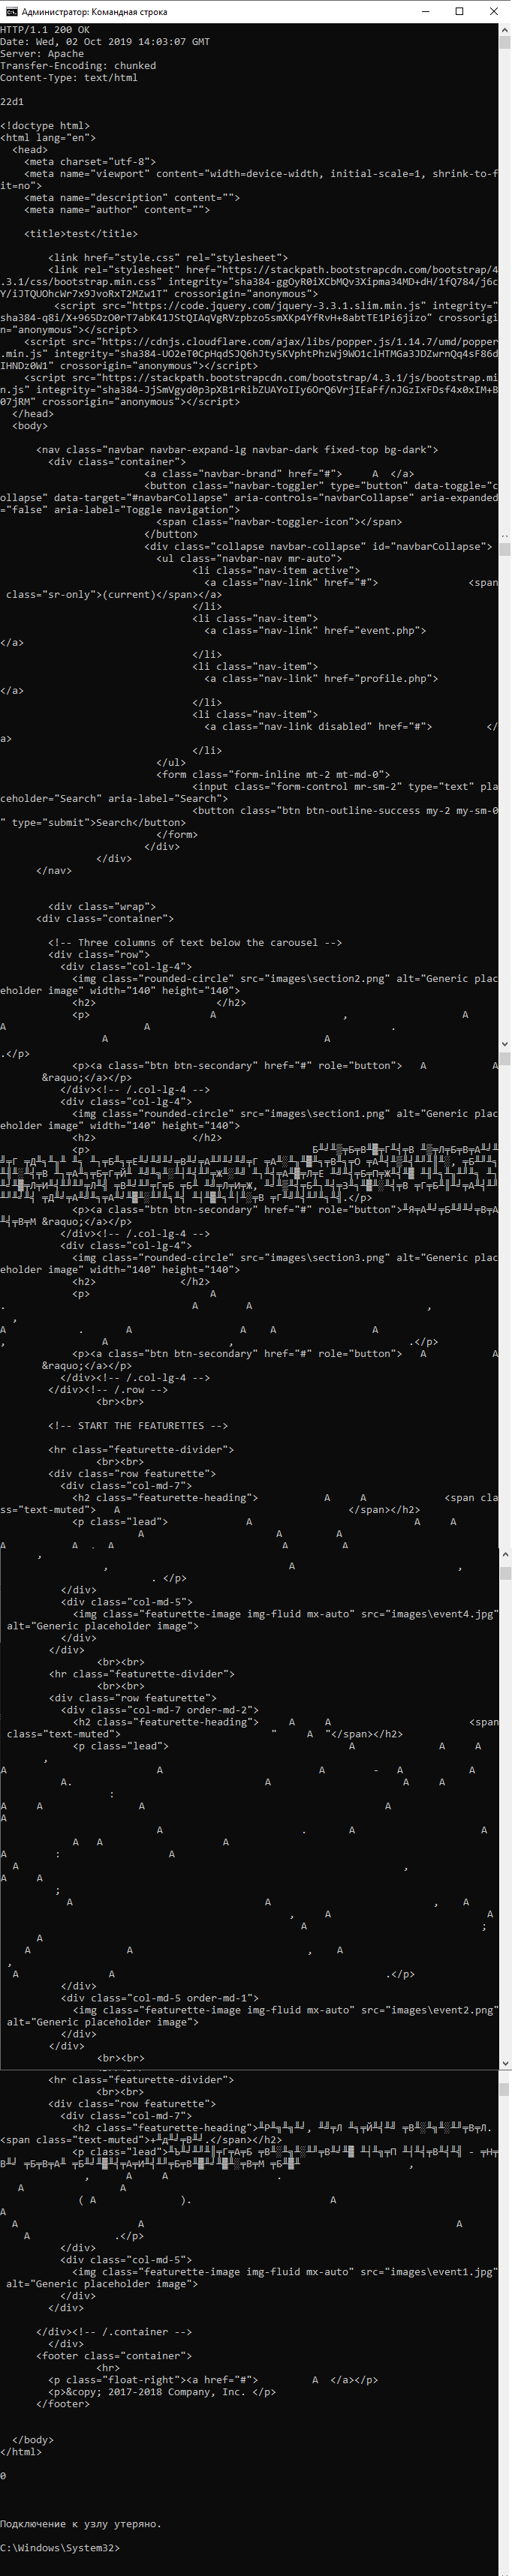 Администратор: Командная строка
HTTP/1.1 200 OK
Date: Wed, 02 Oct 2019 14:03:07 GMT
Server: Apache
Transfer-Encoding: chunked
Content-Type: text/html
22d1
<!doctype html>
<html lang="en">
<head>
<meta charset="utf-8">
<meta name="viewport" content="width=device-width, initial-scale=1, shrink-to-f
it=no">
<meta name="description" content="">
<meta name="author" content="">
<title>test</title>
<link href="style.css" rel="stylesheet">
<link rel="stylesheet" href="https://stackpath.bootstrapcdn.com/bootstrap/4
.3.1/css/bootstrap.min.css" integrity="sha384-ggOyR0iXCbMQv3Xipma34MD+dH/1fQ784/j6c
Y/iJTQUOhcWr7x9JvoRxT2MZw1T" crossorigin="anonymous">
<script src="https://code.jquery.com/jquery-3.3.1.slim.min.js" integrity="
sha384-q8i/X+965DzO0rT7abK41JStQIAqVgRVzpbzo5smXKp4YfRvH+8abtTE1Pi6jizo" crossorigin
="anonymous"></script>
<script src="https://cdnjs.cloudflare.com/ajax/libs/popper.js/1.14.7/umd/popper
.min.js" integrity="sha384-UO2eT0CpHqdSJQ6hJty5KVphtPhzWj9WO1clHTMGa3JDZwrnQq4sF86d
IHNDz0W1" crossorigin="anonymous"></script>
<script src="https://stackpath.bootstrapcdn.com/bootstrap/4.3.1/js/bootstrap.mi
n.js" integrity="sha384-JjSmVgyd0p3pXB1rRibZUAYoIIy6OrQ6VrjIEaFf/nJGzIxFDsf4x0xIM+B
07jRM" crossorigin="anonymous"></script>
</head>
<body>
<nav class="navbar navbar-expand-lg navbar-dark fixed-top bg-dark">
<div class="container">
<a class="navbar-brand" href="#"> A </a>
<button class="navbar-toggler" type="button" data-toggle="c
ollapse" data-target="#navbarCollapse" aria-controls="navbarCollapse" aria-expanded
="false" aria-label="Toggle navigation">
<span class="navbar-toggler-icon"></span>
</button>
<div class="collapse navbar-collapse" id="navbarCollapse">
<ul class="navbar-nav mr-auto">
<li class="nav-item active">
<a class="nav-link" href="#"> <span
class="sr-only">(current)</span></a>
</li>
<li class="nav-item">
<a class="nav-link" href="event.php">
</a>
</li>
<li class="nav-item">
<a class="nav-link" href="profile.php">
</a>
</li>
<li class="nav-item">
<a class="nav-link disabled" href="#"> </
a>
</li>
</ul>
<form class="form-inline mt-2 mt-md-0">
<input class="form-control mr-sm-2" type="text" pla
ceholder="Search" aria-label="Search">
<button class="btn btn-outline-success my-2 my-sm-0
" type="submit">Search</button>
</form>
</div>
</div>
</nav>
<div class="wrap">
<div class="container">
<!-- Three columns of text below the carousel -->
<div class="row">
<div class="col-lg-4">
<img class="rounded-circle" src="images\section2.png" alt="Generic plac
eholder image" width="140" height="140">
<h2> </h2>
<p> A , A
A A .
A A
.</p>
<p><a class="btn btn-secondary" href="#" role="button"> A A
&raquo;</a></p>
</div><!-- /.col-lg-4 -->
<div class="col-lg-4">
<img class="rounded-circle" src="images\section1.png" alt="Generic plac
eholder image" width="140" height="140">
<h2> </h2>
<p>
.</p>
<p><a class="btn btn-secondary" href="#" role="button">
&raquo;</a></p>
</div><!-- /.col-lg-4 -->
<div class="col-lg-4">
<img class="rounded-circle" src="images\section3.png" alt="Generic plac
eholder image" width="140" height="140">
<h2> </h2>
<p> A
. A A ,
,
A . A A A A
, A , .</p>
<p><a class="btn btn-secondary" href="#" role="button"> A A
&raquo;</a></p>
</div><!-- /.col-lg-4 -->
</div><!-- /.row -->
<br><br>
<!-- START THE FEATURETTES -->
<hr class="featurette-divider">
<br><br>
<div class="row featurette">
<div class="col-md-7">
<h2 class="featurette-heading"> A A <span cla
ss="text-muted"> A </span></h2>
<p class="lead"> A A A
A A A
,
, A ,
. </p>
</div>
<div class="col-md-5">
<img class="featurette-image img-fluid mx-auto" src="images\event4.jpg"
alt="Generic placeholder image">
</div>
</div>
<br><br>
<hr class="featurette-divider">
<br><br>
<div class="row featurette">
<div class="col-md-7 order-md-2">
<h2 class="featurette-heading"> A A <span
class="text-muted"> " A "</span></h2>
<p class="lead"> A A A
,
A A A - A A
A. A A A
:
A A A A
A
A . A A
A A A
A : A
A ,
A A
;
A A , A
, A A
A ;
A
A A , A
,
A A .</p>
</div>
<div class="col-md-5 order-md-1">
<img class="featurette-image img-fluid mx-auto" src="images\event2.png"
alt="Generic placeholder image">
</div>
</div>
<br><br>
<hr class="featurette-divider">
<br><br>
<div class="row featurette">
<div class="col-md-7">
<h2 class="featurette-heading">
<span class="text-muted"> .</span></h2>
<p class="lead">
,
, A A .
A A
( A ). A
A
A A A
A .</p>
</div>
<div class="col-md-5">
<img class="featurette-image img-fluid mx-auto" src="images\event1.jpg"
alt="Generic placeholder image">
</div>
</div>
</div><!-- /.container -->
</div>
<footer class="container">
<hr>
<p class="float-right"><a href="#"> A </a></p>
<p>&copy; 2017-2018 Company, Inc. </p>
</footer>
</body>
</html>
0
Подключение к узлу утеряно.
C:\Windows\System32>